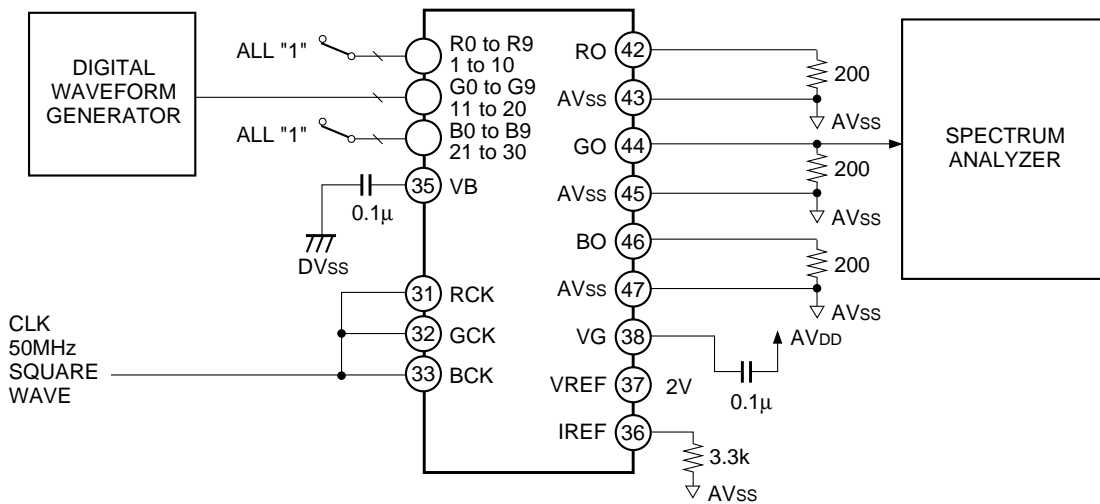 DIGITAL
WAVEFORM
GENERATOR
ALL "1"
R0 to R9
1 to 10
G0 to G9
11 to 20
ALL "1"
B0 to B9
21 to 30
35
VB
0.1μ
DVss
31
RCK
32
GCK
33
BCK
CLK
50MHz
SQUARE
WAVE
RO
42
200
AVss
43
AVss
GO
44
200
AVss
45
AVss
BO
46
200
AVss
47
AVss
VG
38
AVDD
0.1μ
VREF
37
2V
IREF
36
3.3k
AVss
SPECTRUM
ANALYZER